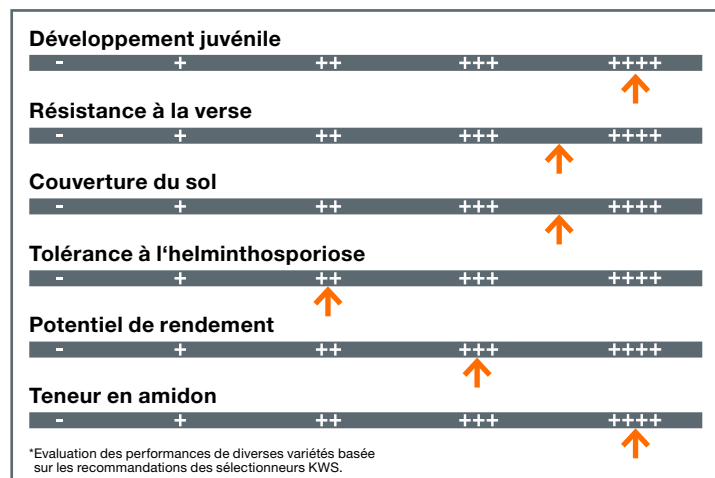 Développement juvénile
- + ++ +++ ++++
Résistance à la verse
- + ++ +++ ++++
Couverture du sol
- + ++ +++ ++++
Tolérance à l‘helminthosporiose
- + ++ +++ ++++
Potentiel de rendement
- + ++ +++ ++++
Teneur en amidon
- + ++ +++ ++++
*Evaluation des performances de diverses variétés basée
sur les recommandations des sélectionneurs KWS.